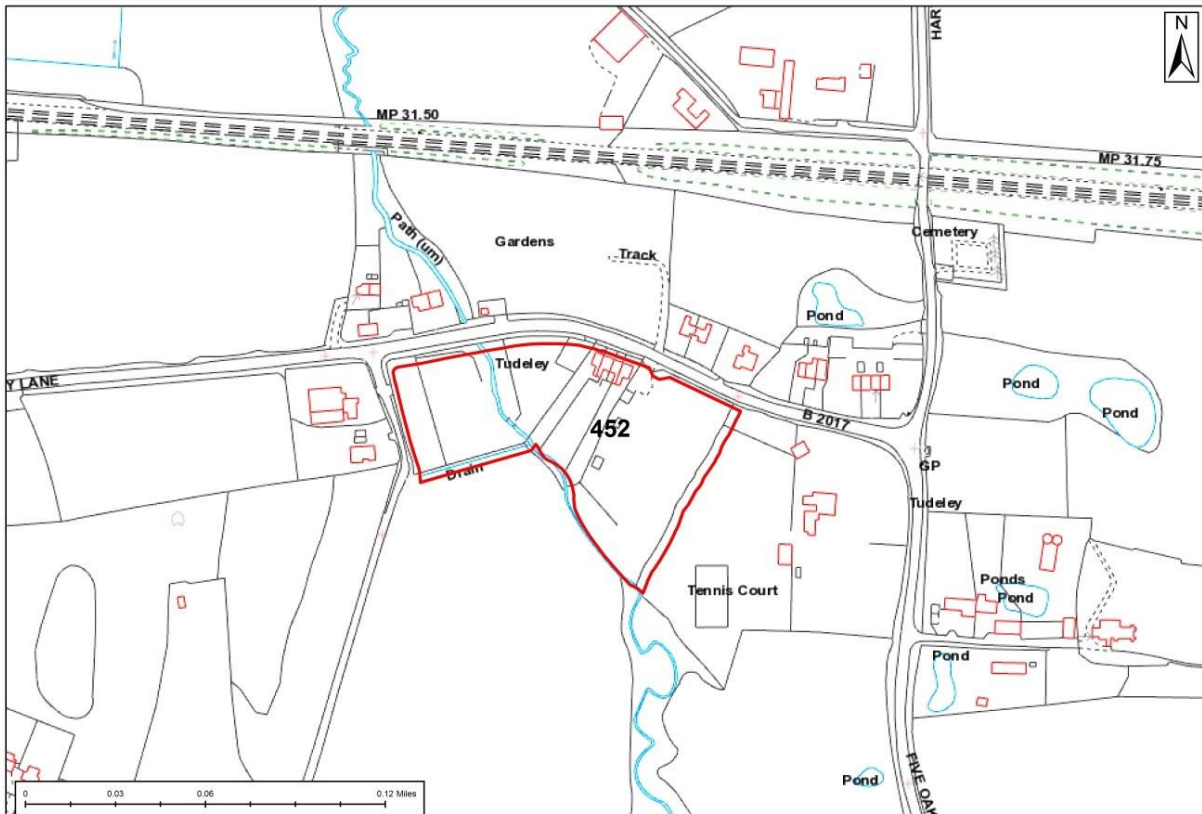 N
HAR
MP 31.50
MP 31.75
Path (um)
Gardens
Track
Cemetery
Pond
Y LANE
Tudeley
Pond
Pond
B 2017
452
GP
Drain
Tudeley
Tennis Court
Ponds
Pond
Pond
Pond
FIVE OAK
0 0.03 0.06 0.12 Miles